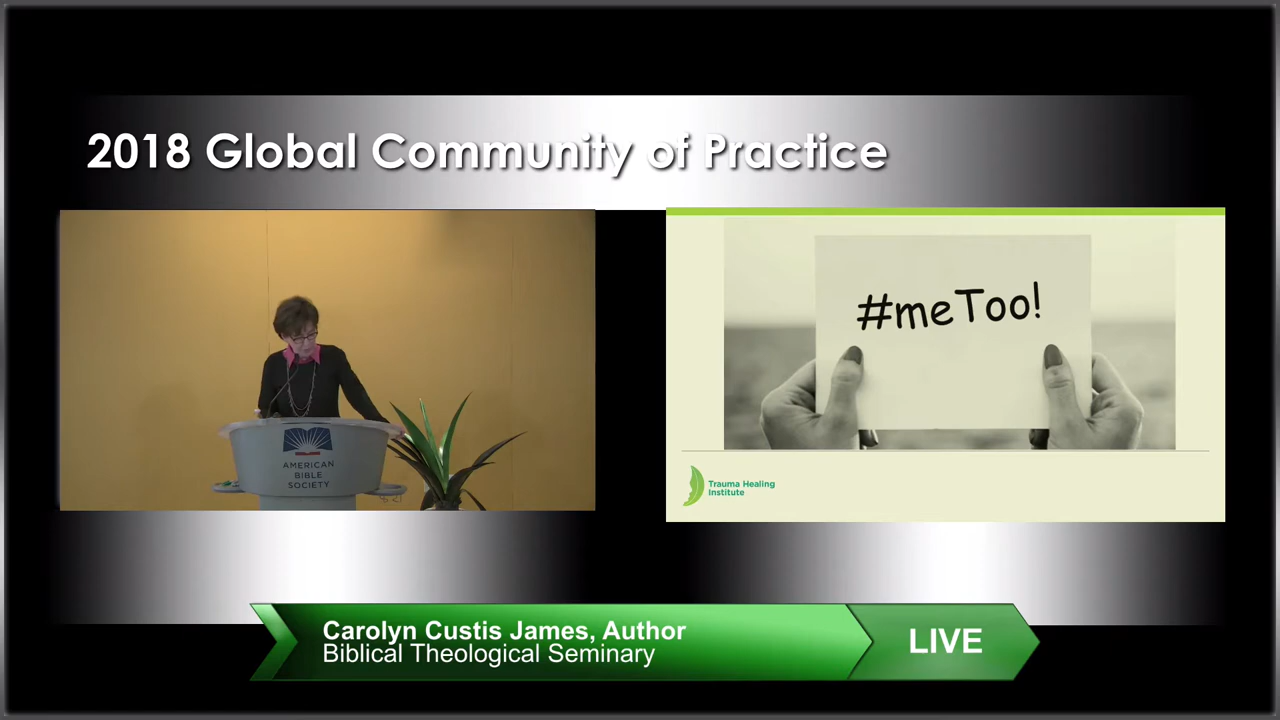 2018 Global Community of Practice
#meToo!
AMERICAN
BIBLE
SOCIETY
Trauma Healing
Institute
Carolyn Custis James, Author
Biblical Theological Seminary
LIVE